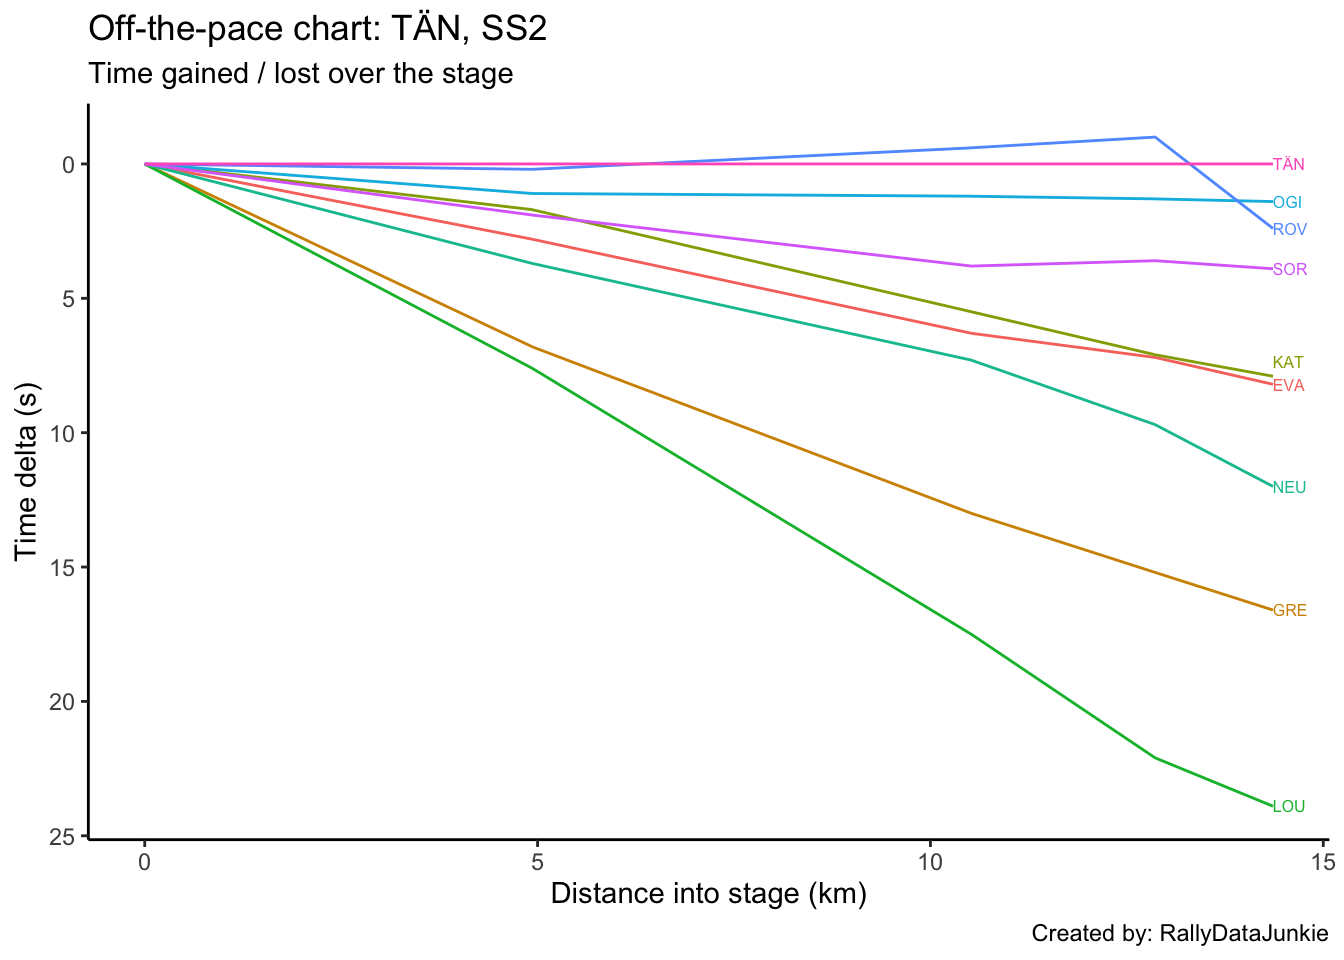 Off-the-pace chart: TÄN, SS2
Time gained / lost over the stage
Time delta (s)
0
5
10
15
20
25
TÄN
OGI
ROV
SOR
KAT
EVA
NEU
GRE
LOU
0 5 10 15
Distance into stage (km)
Created by: RallyDataJunkie